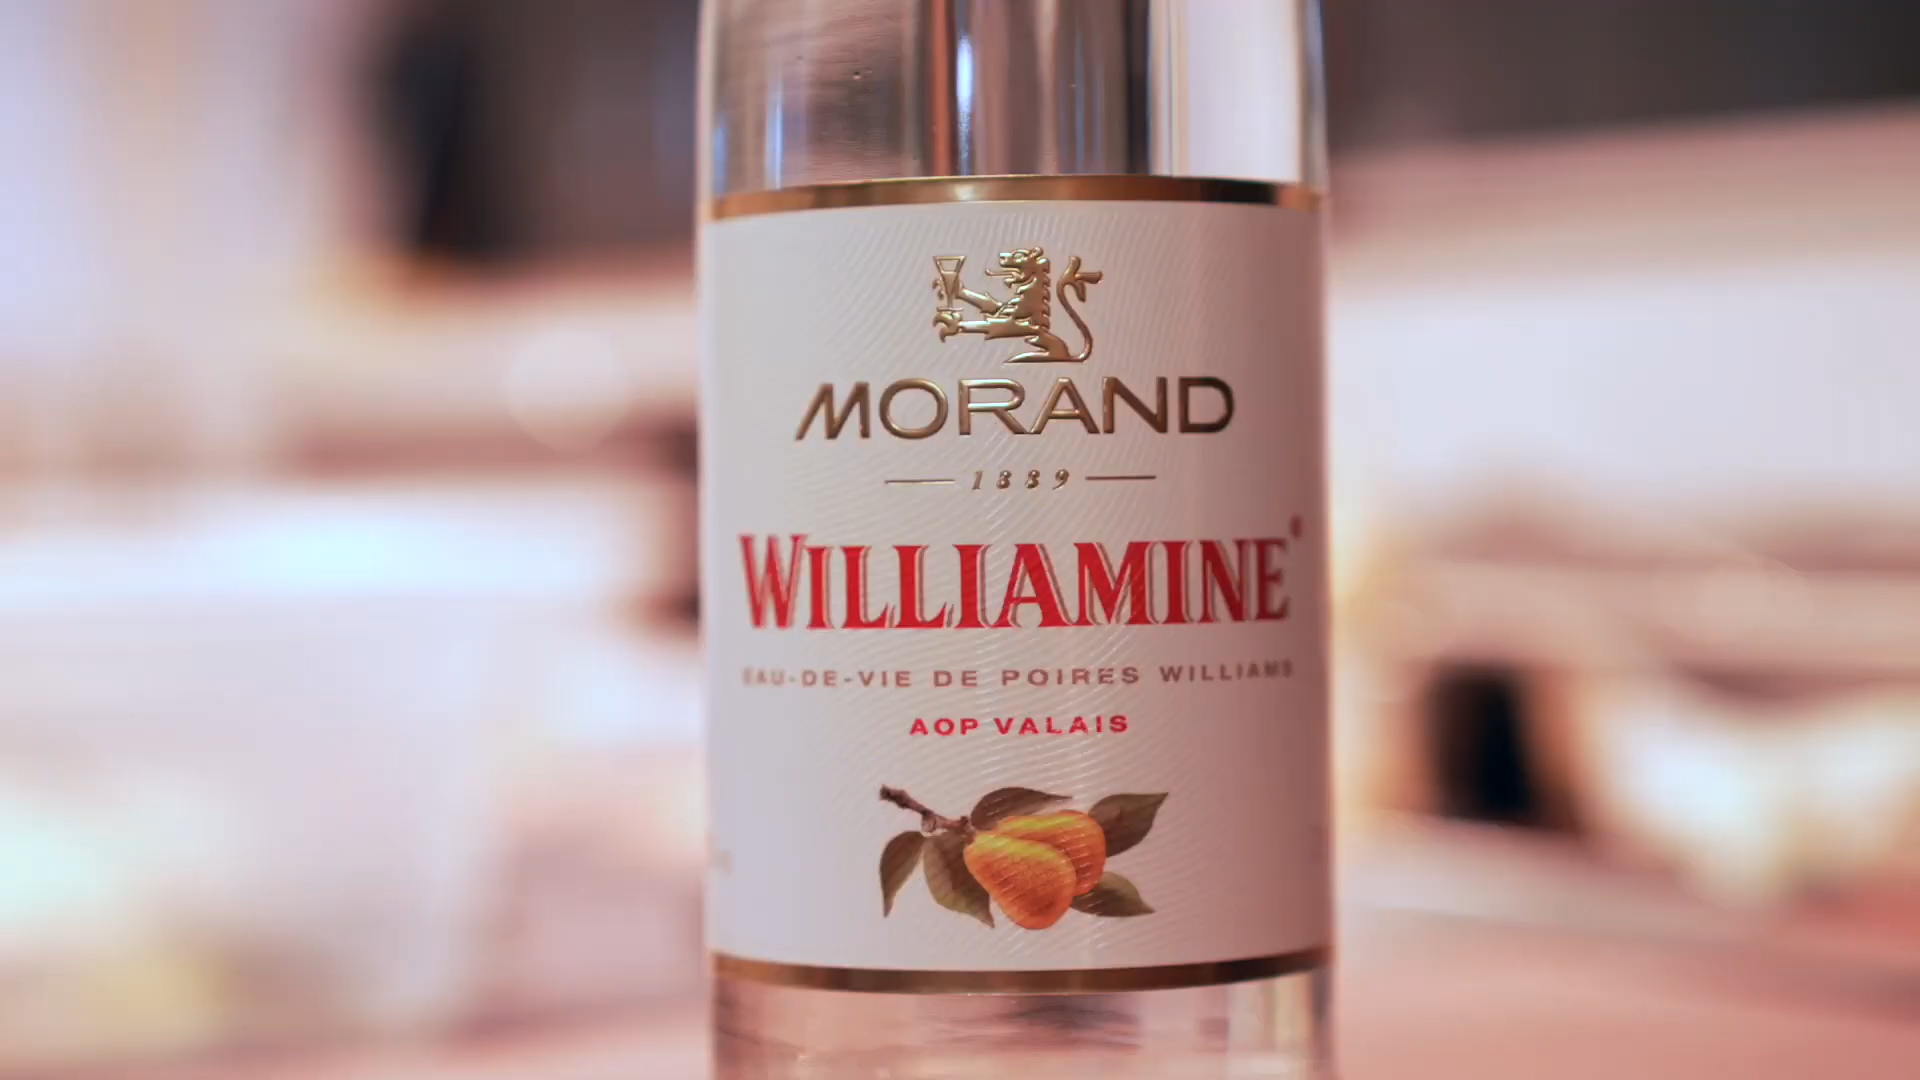 MORAND
1889
WILLIAMINE®
EAU-DE-VIE DE POIRES WILLIAMS
AOP VALAIS